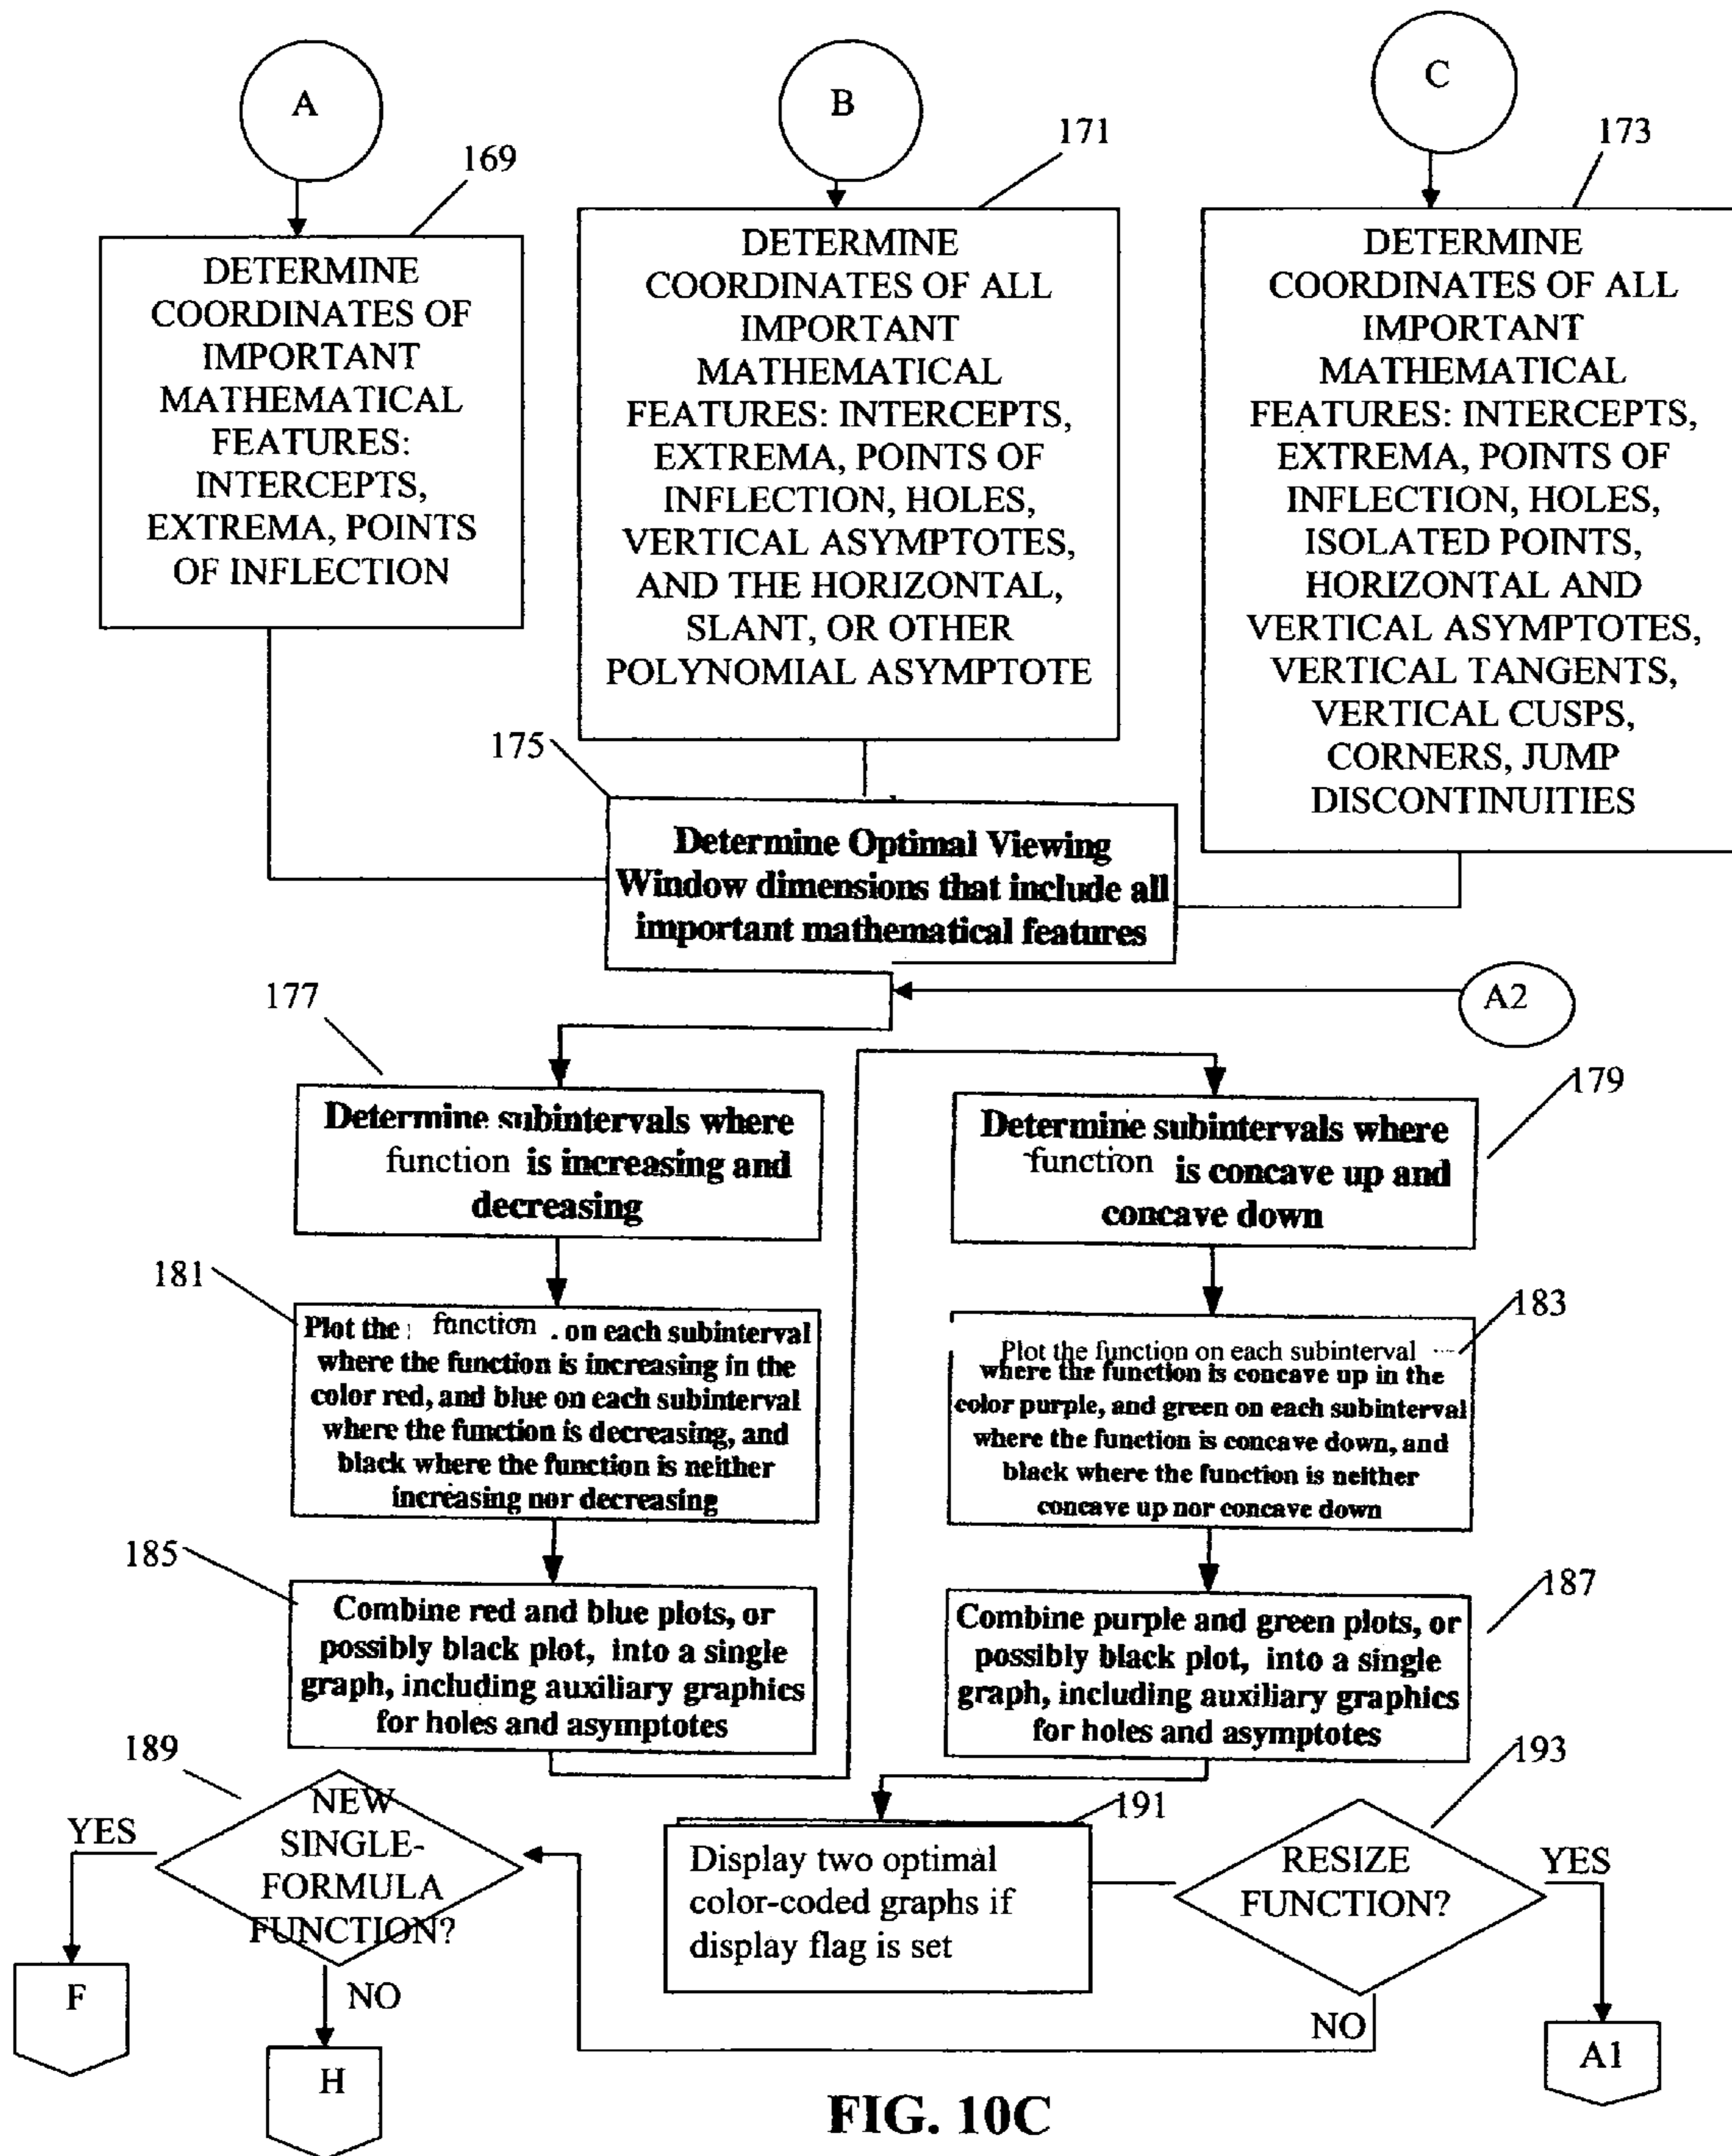 A
B
C
169
171
173
DETERMINE
COORDINATES OF
IMPORTANT
MATHEMATICAL
FEATURES:
INTERCEPTS,
EXTREMA, POINTS
OF INFLECTION
DETERMINE
COORDINATES OF ALL
IMPORTANT
MATHEMATICAL
FEATURES: INTERCEPTS,
EXTREMA, POINTS OF
INFLECTION, HOLES,
VERTICAL ASYMPTOTES,
AND THE HORIZONTAL,
SLANT, OR OTHER
POLYNOMIAL ASYMPTOTE
DETERMINE
COORDINATES OF ALL
IMPORTANT
MATHEMATICAL
FEATURES: INTERCEPTS,
EXTREMA, POINTS OF
INFLECTION, HOLES,
ISOLATED POINTS,
HORIZONTAL AND
VERTICAL ASYMPTOTES,
VERTICAL TANGENTS,
VERTICAL CUSPS,
CORNERS, JUMP
DISCONTINUITIES
175
Determine Optimal Viewing
Window dimensions that include all
important mathematical features
A2
177
Determine subintervals where
function is increasing and
decreasing
179
Determine subintervals where
function is concave up and
concave down
181
Plot the function on each subinterval
where the function is increasing in the
color red, and blue on each subinterval
where the function is decreasing, and
black where the function is neither
increasing nor decreasing
183
Plot the function on each subinterval
where the function is concave up in the
color purple, and green on each subinterval
where the function is concave down, and
black where the function is neither
concave up nor concave down
185
Combine red and blue plots, or
possibly black plot, into a single
graph, including auxiliary graphics
for holes and asymptotes
187
Combine purple and green plots, or
possibly black plot, into a single
graph, including auxiliary graphics
for holes and asymptotes
189
NEW
SINGLE-
FORMULA
FUNCTION?
YES
NO
F
H
191
Display two optimal
color-coded graphs if
display flag is set
193
RESIZE
FUNCTION?
YES
NO
A1
FIG. 10C